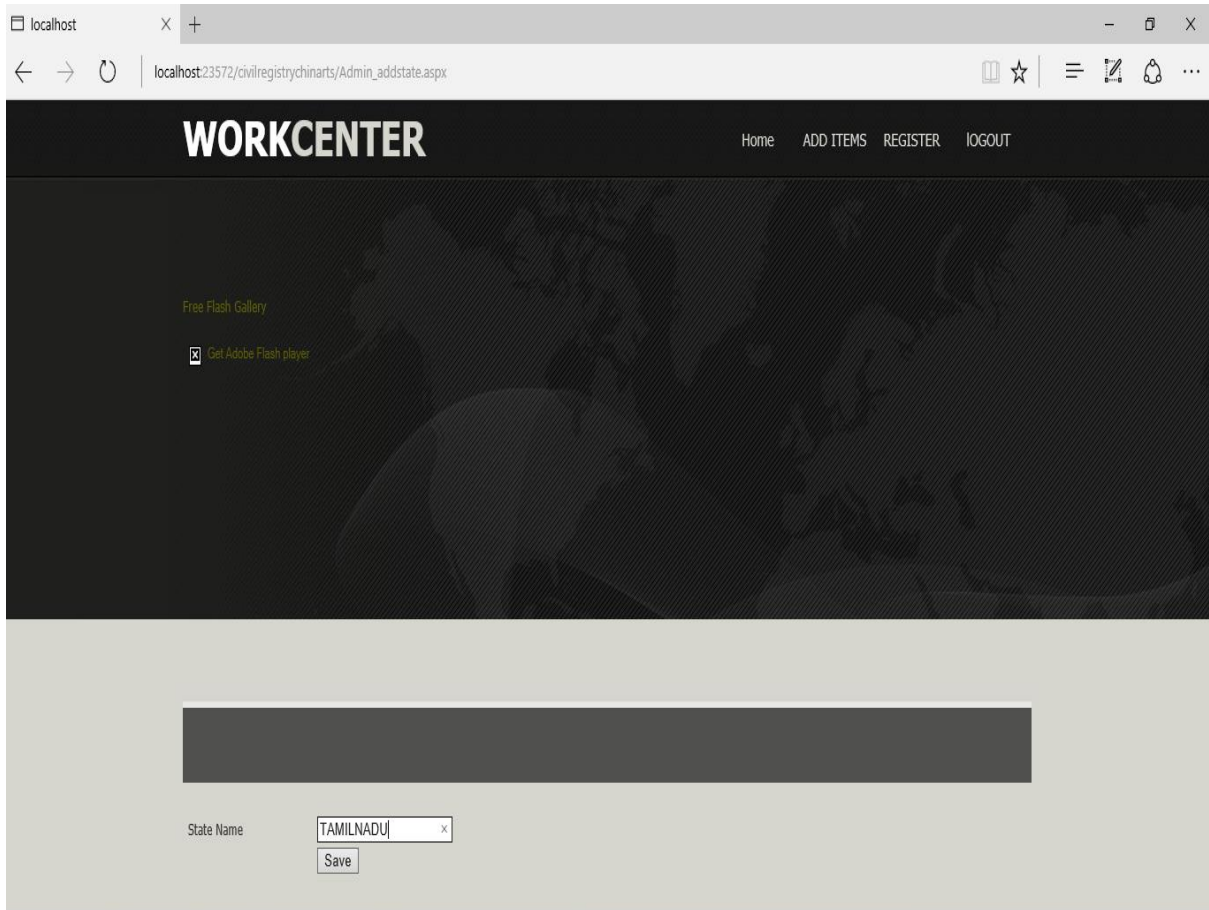 localhost
localhost:23572/civilregistrychinarts/Admin_addstate.aspx
WORKCENTER
Home ADD ITEMS REGISTER lOGOUT
Free Flash Gallery
Get Adobe Flash player
State Name TAMILNADU
Save